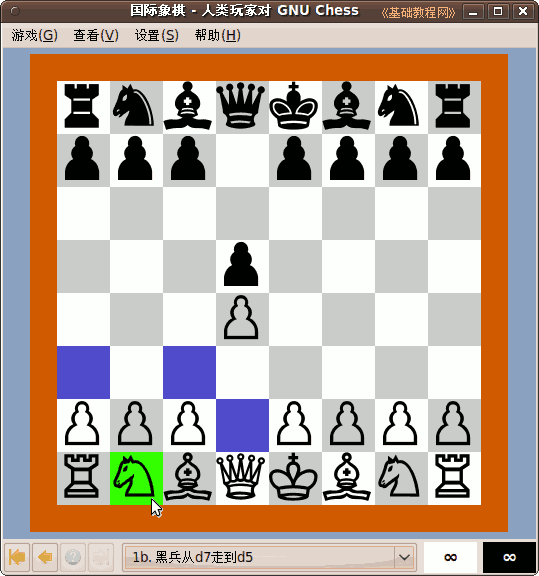 国际象棋 - 人类玩家对 GNU Chess 《基础教程网》
游戏(G) 查看(V) 设置(S) 帮助(H)
1b. 黑兵从d7走到d5 ∞ ∞